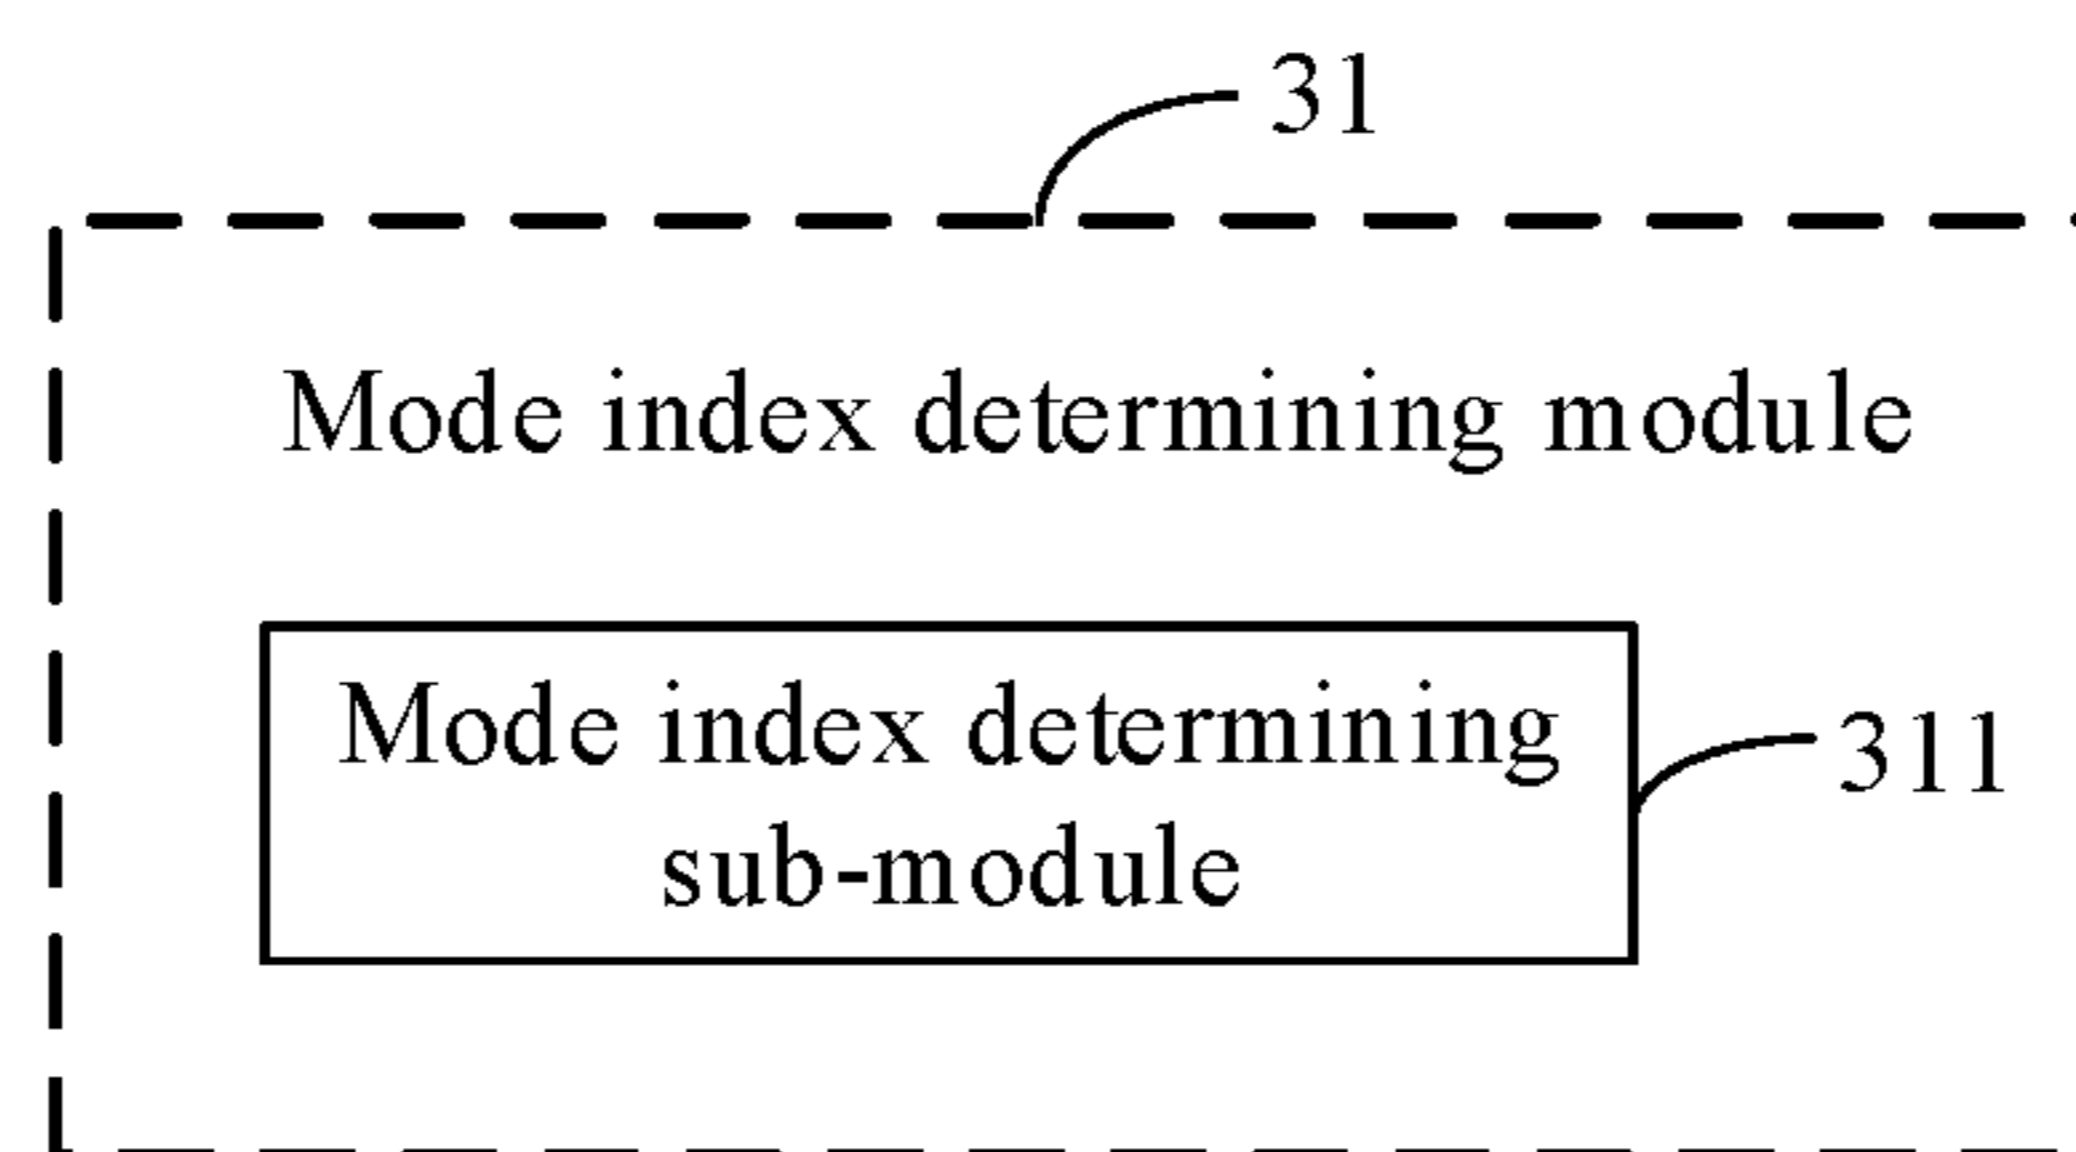 31
Mode index determining module
Mode index determining
311
sub-module